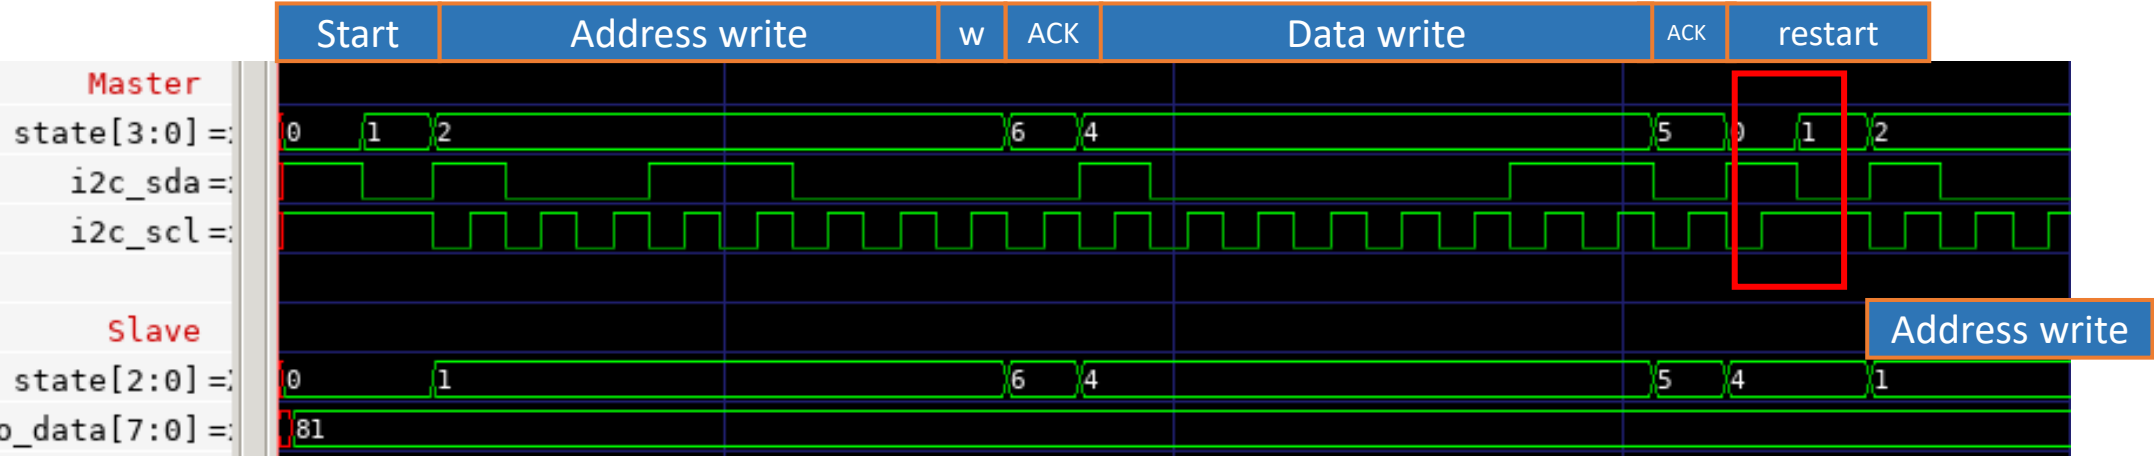 Start Address write w ACK Data write ACK restart
Master
state[3:0]= 0 1 2 6 4 5 0 1 2
i2c_sda=
i2c_scl=
Address write
Slave
state[2:0]= 0 1 6 4 5 4 1
o_data[7:0]= 81